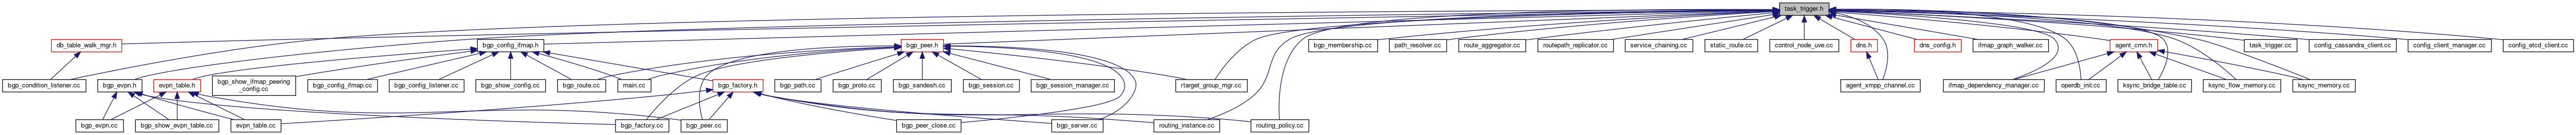 task_trigger.h
db_table_walk_mgr.h
bgp_config_ifmap.h
bgp_peer.h
bgp_membership.cc
path_resolver.cc
route_aggregator.cc
routepath_replicator.cc
service_chaining.cc
static_route.cc
control_node_uve.cc
dns.h
dns_config.h
ifmap_graph_walker.cc
agent_cmn.h
task_trigger.cc
config_cassandra_client.cc
config_client_manager.cc
config_etcd_client.cc
bgp_condition_listener.cc
bgp_evpn.h
evpn_table.h
bgp_show_ifmap_peering
_config.cc
bgp_config_ifmap.cc
bgp_config_listener.cc
bgp_show_config.cc
bgp_route.cc
main.cc
bgp_factory.h
bgp_path.cc
bgp_proto.cc
bgp_sandesh.cc
bgp_session.cc
bgp_session_manager.cc
rtarget_group_mgr.cc
agent_xmpp_channel.cc
ifmap_dependency_manager.cc
operdb_init.cc
ksync_bridge_table.cc
ksync_flow_memory.cc
ksync_memory.cc
bgp_evpn.cc
bgp_show_evpn_table.cc
evpn_table.cc
bgp_factory.cc
bgp_peer.cc
bgp_peer_close.cc
bgp_server.cc
routing_instance.cc
routing_policy.cc